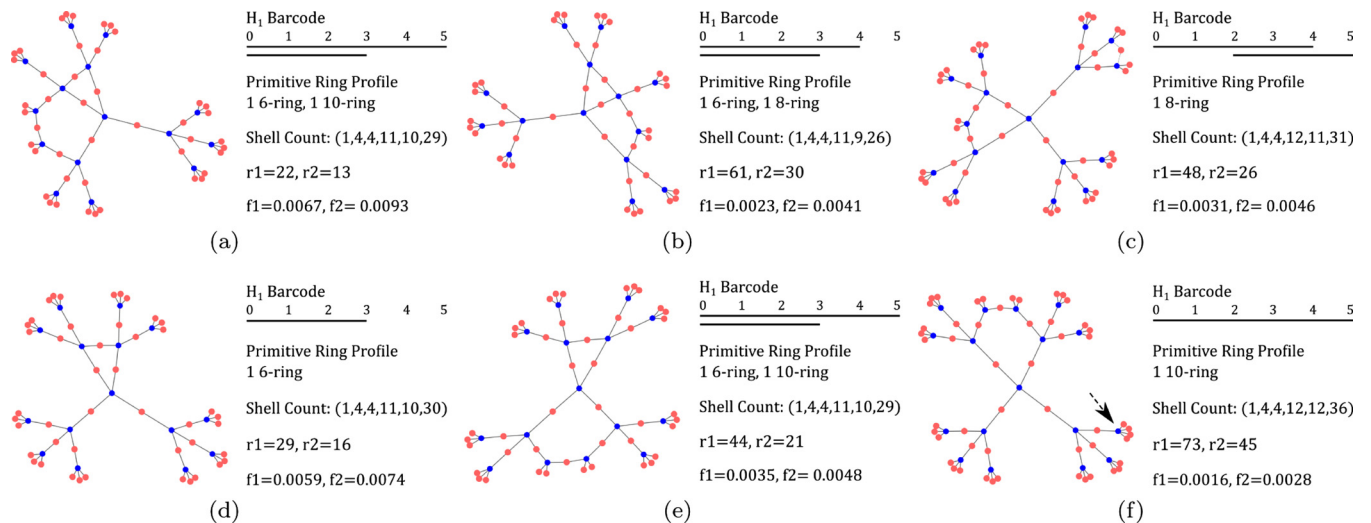 H₁ Barcode
0 1 2 3 4 5
Primitive Ring Profile
1 6-ring, 1 10-ring
Shell Count: (1,4,4,11,10,29)
r1=22, r2=13
f1=0.0067, f2= 0.0093
(a)
H₁ Barcode
0 1 2 3 4 5
Primitive Ring Profile
1 6-ring, 1 8-ring
Shell Count: (1,4,4,11,9,26)
r1=61, r2=30
f1=0.0023, f2= 0.0041
(b)
H₁ Barcode
0 1 2 3 4 5
Primitive Ring Profile
1 8-ring
Shell Count: (1,4,4,12,11,31)
r1=48, r2=26
f1=0.0031, f2= 0.0046
(c)
H₁ Barcode
0 1 2 3 4 5
Primitive Ring Profile
1 6-ring
Shell Count: (1,4,4,11,10,30)
r1=29, r2=16
f1=0.0059, f2=0.0074
(d)
H₁ Barcode
0 1 2 3 4 5
Primitive Ring Profile
1 6-ring, 1 10-ring
Shell Count: (1,4,4,11,10,29)
r1=44, r2=21
f1=0.0035, f2= 0.0048
(e)
H₁ Barcode
0 1 2 3 4 5
Primitive Ring Profile
1 10-ring
Shell Count: (1,4,4,12,12,36)
r1=73, r2=45
f1=0.0016, f2=0.0028
(f)